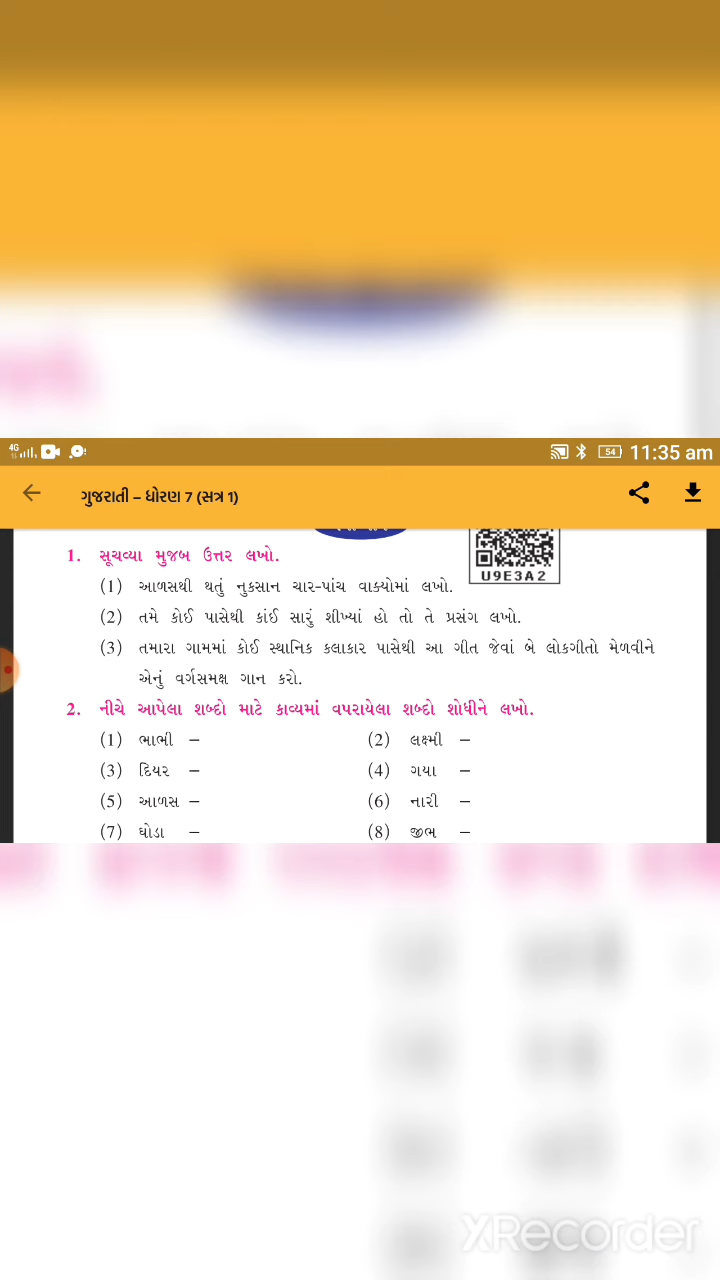 4G 54 11:35 am
ગુજરાતી – ધોરણ 7 (સત્ર 1)
U9E3A2
1. સૂચવ્યા મુજબ ઉત્તર લખો.
(1) આળસથી થતું નુકસાન ચાર-પાંચ વાક્યોમાં લખો.
(2) તમે કોઈ પાસેથી કાંઈ સારું શીખ્યાં હો તો તે પ્રસંગ લખો.
(3) તમારા ગામમાં કોઈ સ્થાનિક કલાકાર પાસેથી આ ગીત જેવાં બે લોકગીતો મેળવીને
એનું વર્ગસમક્ષ ગાન કરો.
2. નીચે આપેલા શબ્દો માટે કાવ્યમાં વપરાયેલા શબ્દો શોધીને લખો.
(1) ભાભી – (2) લક્ષ્મી –
(3) દિયર – (4) ગયા –
(5) આળસ – (6) નારી –
(7) ઘોડા – (8) જીભ –
XRecorder